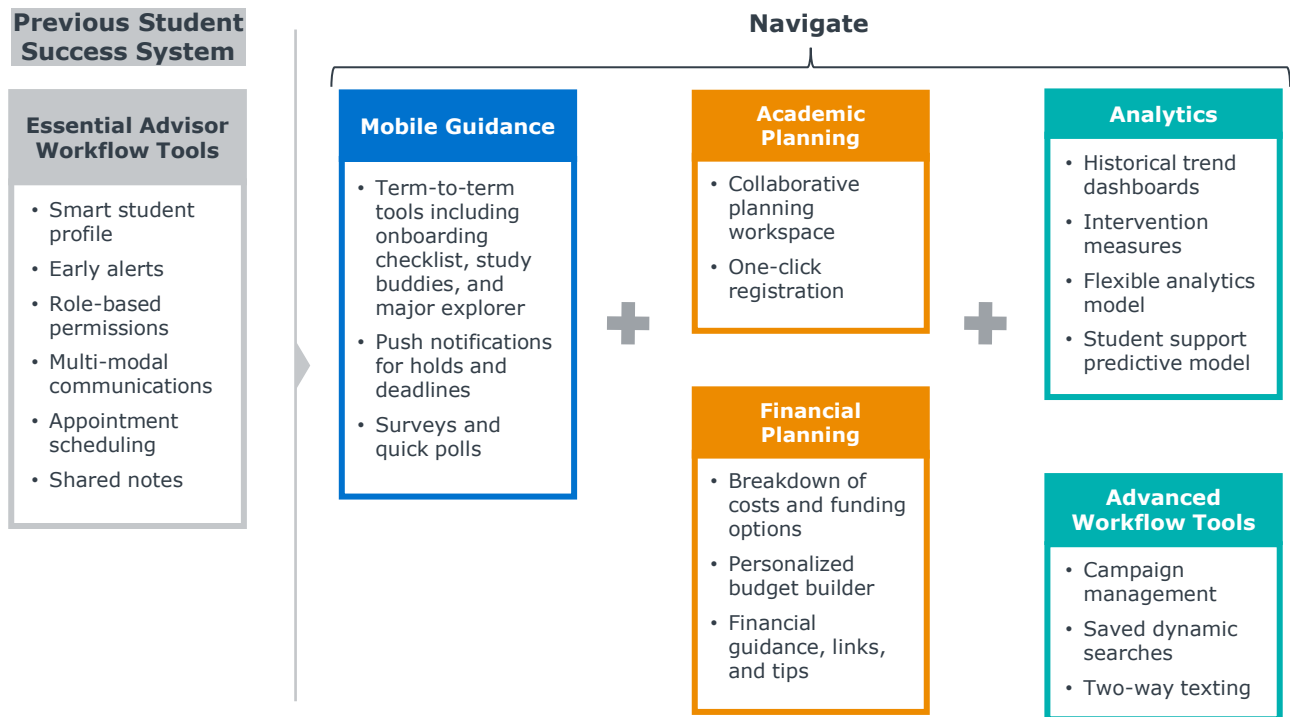 Previous Student
Success System
Essential Advisor
Workflow Tools
• Smart student
profile
• Early alerts
• Role-based
permissions
• Multi-modal
communications
• Appointment
scheduling
• Shared notes
Navigate
Mobile Guidance
• Term-to-term
tools including
onboarding
checklist, study
buddies, and
major explorer
• Push notifications
for holds and
deadlines
• Surveys and
quick polls
Academic
Planning
• Collaborative
planning
workspace
• One-click
registration
Financial
Planning
• Breakdown of
costs and funding
options
• Personalized
budget builder
• Financial
guidance, links,
and tips
Analytics
• Historical trend
dashboards
• Intervention
measures
• Flexible analytics
model
• Student support
predictive model
Advanced
Workflow Tools
• Campaign
management
• Saved dynamic
searches
• Two-way texting